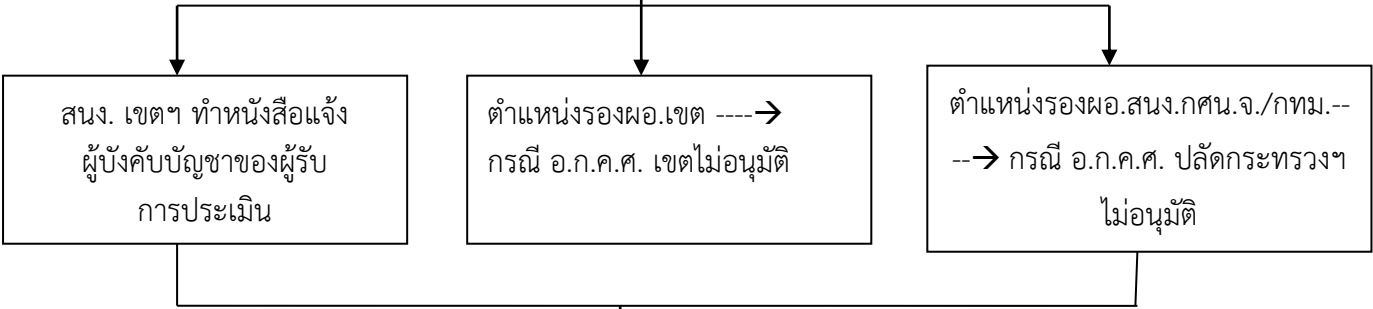 สนง. เขตฯ ทำหนังสือแจ้ง
ผู้บังคับบัญชาของผู้รับ
การประเมิน
ตำแหน่งรองผอ.เขต ----→
กรณี อ.ก.ค.ศ. เขตไม่อนุมัติ
ตำแหน่งรองผอ.สนง.กศน.จ./กทม.--
--→ กรณี อ.ก.ค.ศ. ปลัดกระทรวงฯ
ไม่อนุมัติ